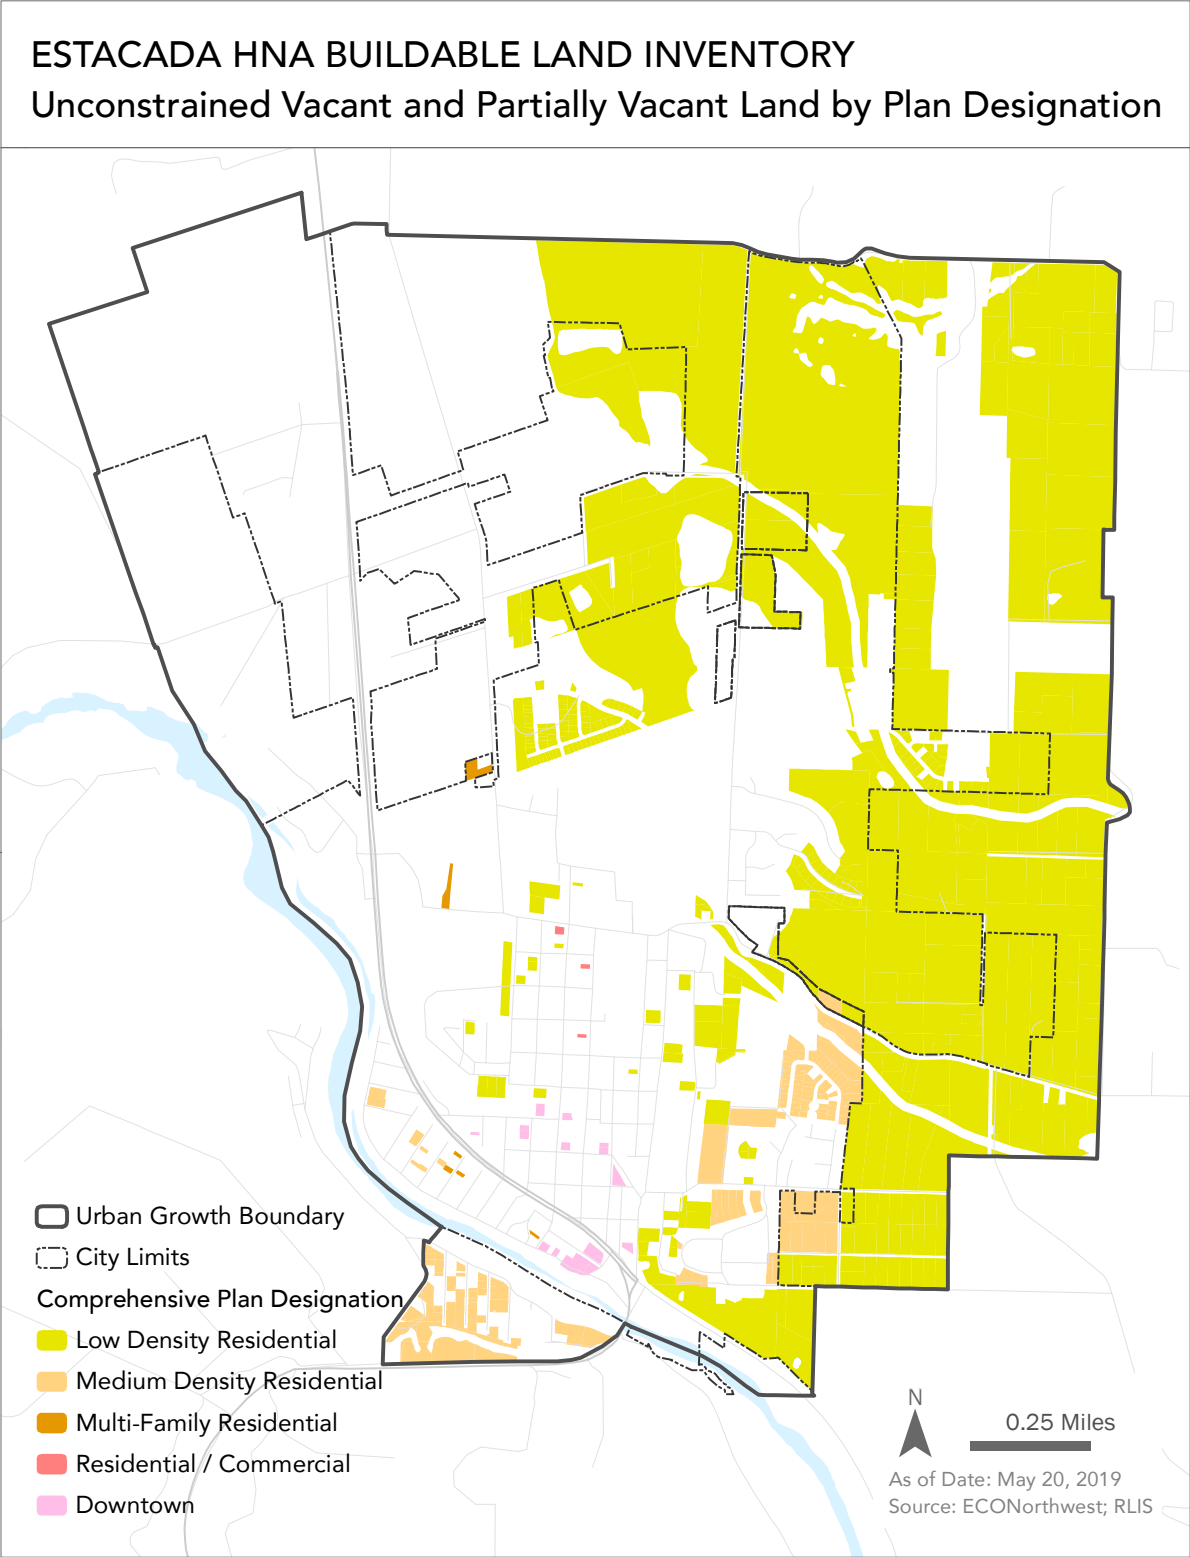 ESTACADA HNA BUILDABLE LAND INVENTORY
Unconstrained Vacant and Partially Vacant Land by Plan Designation
Urban Growth Boundary
City Limits
Comprehensive Plan Designation
Low Density Residential
Medium Density Residential
Multi-Family Residential
Residential / Commercial
Downtown
N
0.25 Miles
As of Date: May 20, 2019
Source: ECONorthwest; RLIS